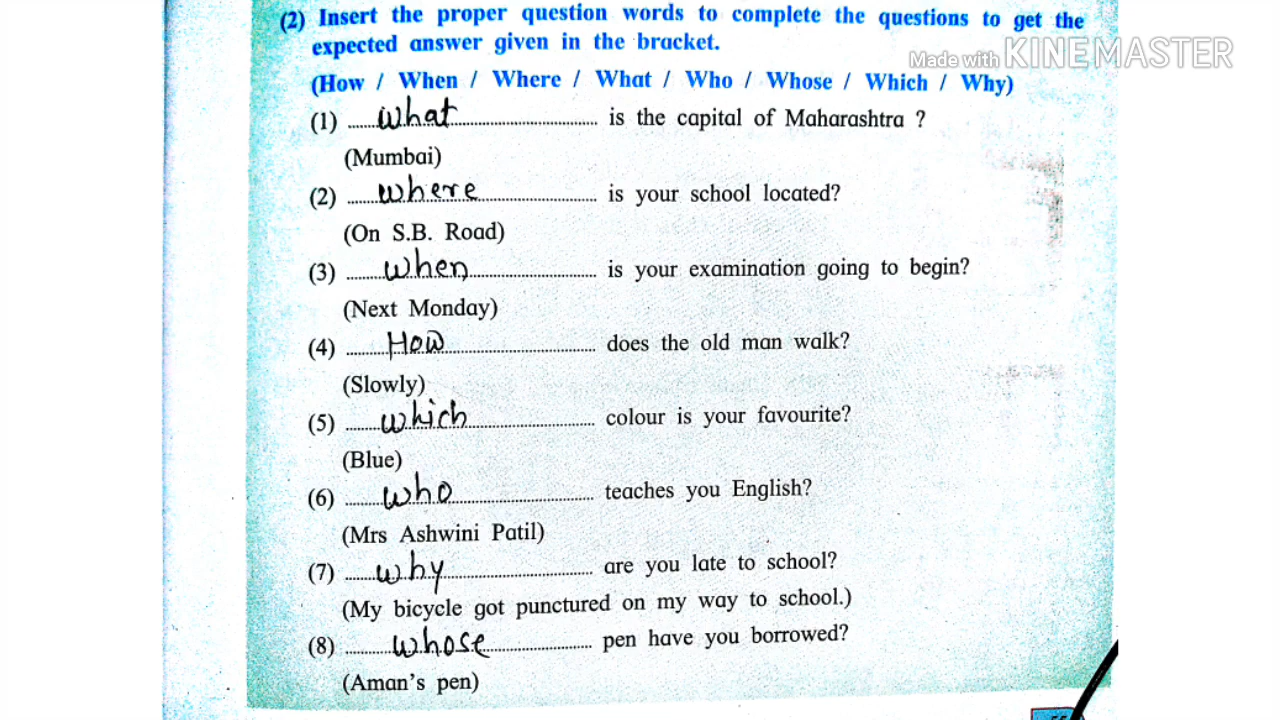 (2) Insert the proper question words to complete the questions to get the
expected answer given in the bracket.
Made with KINEMASTER
(How / When / Where / What / Who / Whose / Which / Why)
(1) ......what.............................. is the capital of Maharashtra ?
(Mumbai)
(2) ......where.............................. is your school located?
(On S.B. Road)
(3) ......when.............................. is your examination going to begin?
(Next Monday)
(4) ......How.............................. does the old man walk?
(Slowly)
(5) ......which.............................. colour is your favourite?
(Blue)
(6) ......who.............................. teaches you English?
(Mrs Ashwini Patil)
(7) ......why.............................. are you late to school?
(My bicycle got punctured on my way to school.)
(8) ......whose.............................. pen have you borrowed?
(Aman's pen)